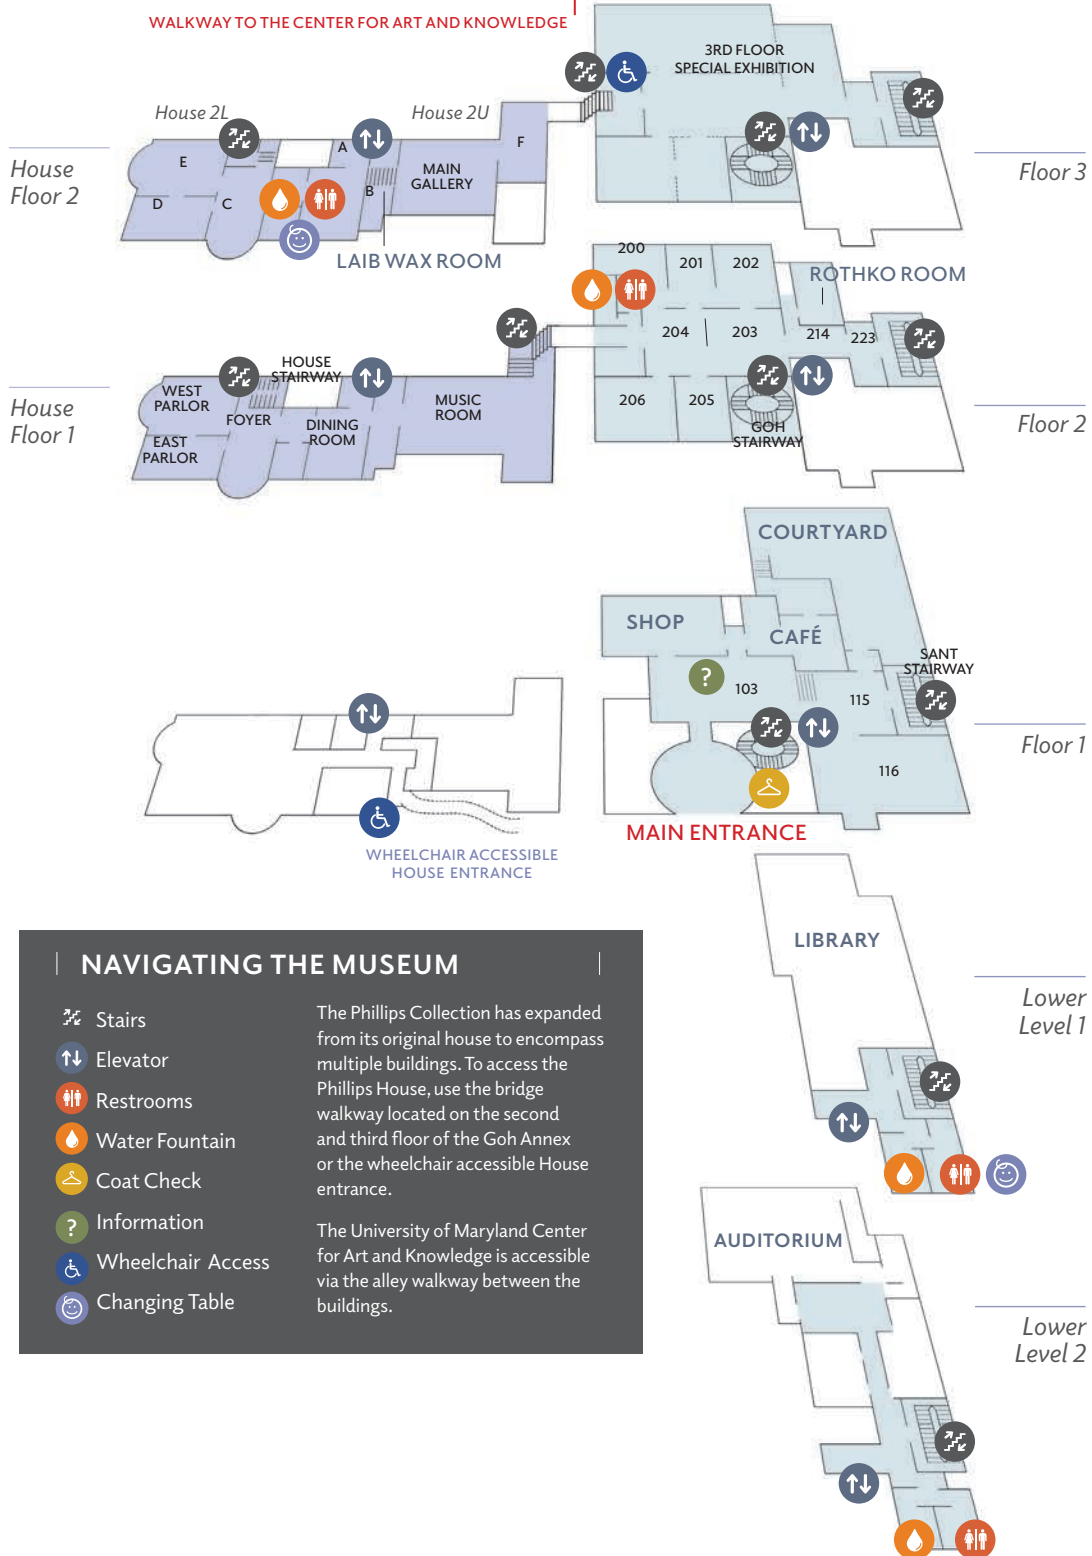 WALKWAY TO THE CENTER FOR ART AND KNOWLEDGE
3RD FLOOR
SPECIAL EXHIBITION
House 2L
House 2U
A
F
E
MAIN
GALLERY
B
D
C
House
Floor 2
Floor 3
LAIB WAX ROOM
200
201
202
ROTHKO ROOM
204
203
214
223
HOUSE
STAIRWAY
WEST
PARLOR
FOYER
DINING
ROOM
MUSIC
ROOM
EAST
PARLOR
206
205
GOH
STAIRWAY
House
Floor 1
Floor 2
COURTYARD
SHOP
CAFÉ
SANT
STAIRWAY
?
103
115
116
Floor 1
MAIN ENTRANCE
WHEELCHAIR ACCESSIBLE
HOUSE ENTRANCE
LIBRARY
Lower
Level 1
AUDITORIUM
Lower
Level 2
NAVIGATING THE MUSEUM
Stairs
Elevator
Restrooms
Water Fountain
Coat Check
? Information
Wheelchair Access
Changing Table
The Phillips Collection has expanded
from its original house to encompass
multiple buildings. To access the
Phillips House, use the bridge
walkway located on the second
and third floor of the Goh Annex
or the wheelchair accessible House
entrance.
The University of Maryland Center
for Art and Knowledge is accessible
via the alley walkway between the
buildings.